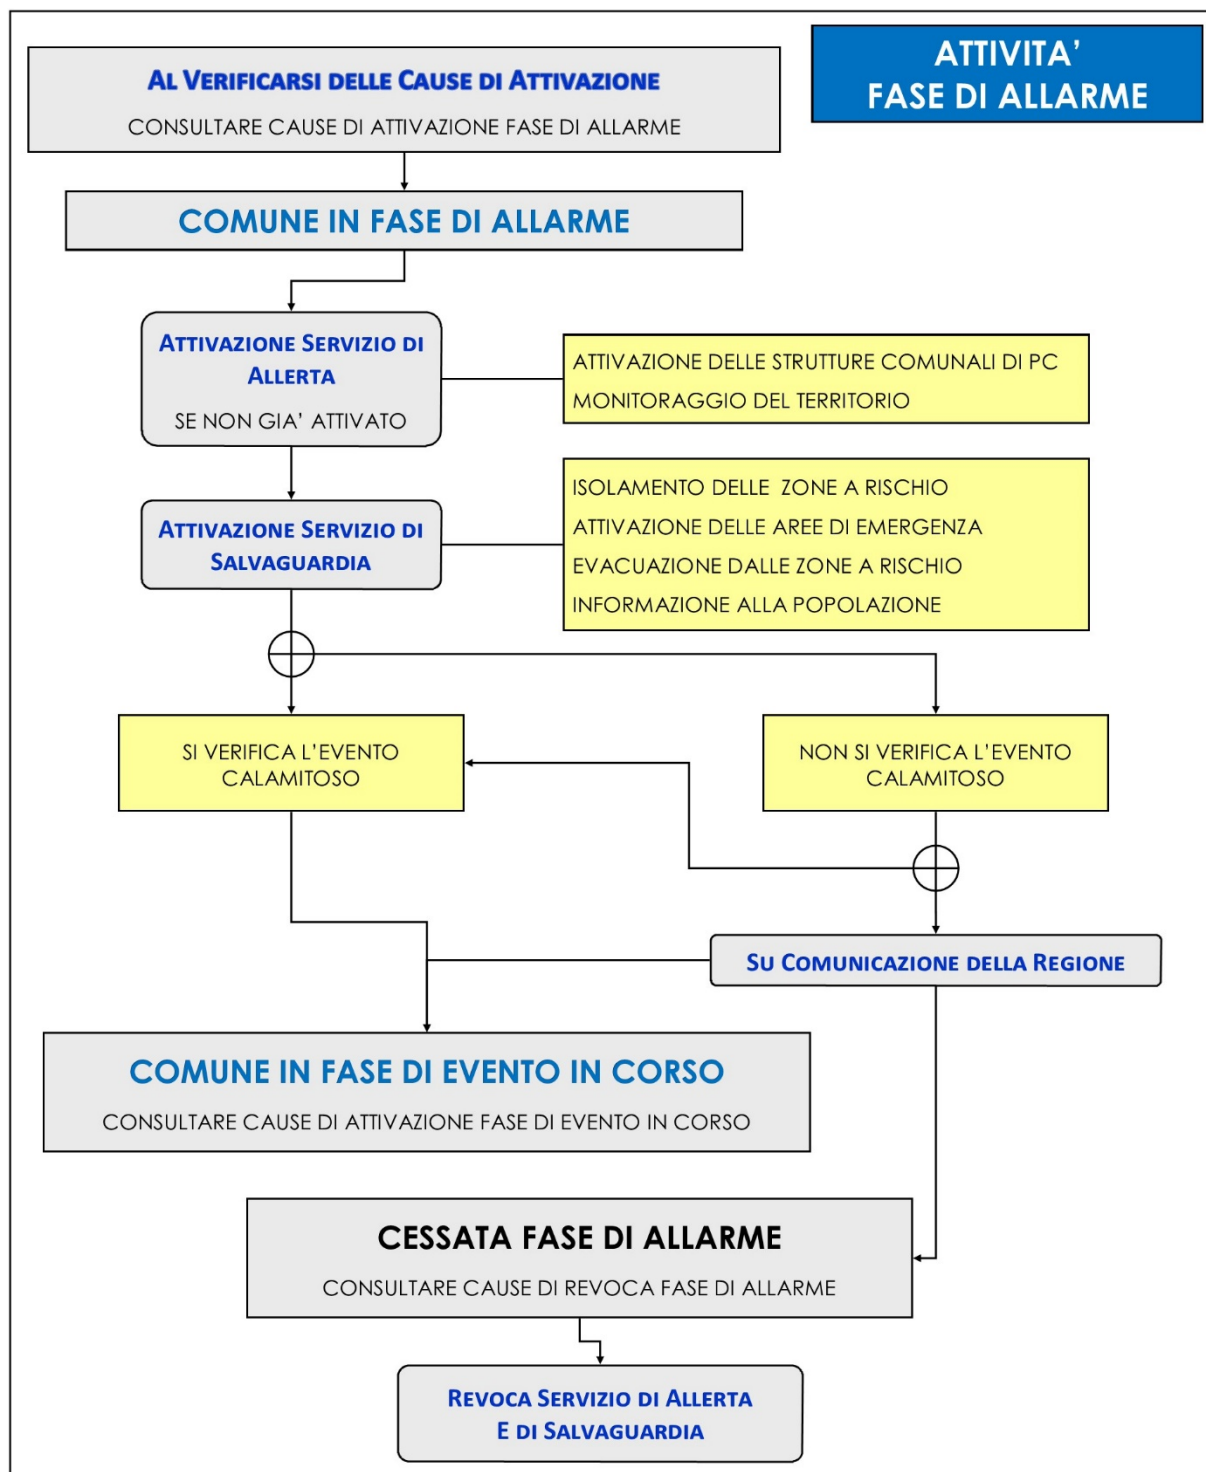 ATTIVITA’
FASE DI ALLARME
AL VERIFICARSI DELLE CAUSE DI ATTIVAZIONE
CONSULTARE CAUSE DI ATTIVAZIONE FASE DI ALLARME
COMUNE IN FASE DI ALLARME
ATTIVAZIONE SERVIZIO DI
ALLERTA
SE NON GIA’ ATTIVATO
ATTIVAZIONE DELLE STRUTTURE COMUNALI DI PC
MONITORAGGIO DEL TERRITORIO
ATTIVAZIONE SERVIZIO DI
SALVAGUARDIA
ISOLAMENTO DELLE ZONE A RISCHIO
ATTIVAZIONE DELLE AREE DI EMERGENZA
EVACUAZIONE DALLE ZONE A RISCHIO
INFORMAZIONE ALLA POPOLAZIONE
SI VERIFICA L’EVENTO
CALAMITOSO
NON SI VERIFICA L’EVENTO
CALAMITOSO
SU COMUNICAZIONE DELLA REGIONE
COMUNE IN FASE DI EVENTO IN CORSO
CONSULTARE CAUSE DI ATTIVAZIONE FASE DI EVENTO IN CORSO
CESSATA FASE DI ALLARME
CONSULTARE CAUSE DI REVOCA FASE DI ALLARME
REVOCA SERVIZIO DI ALLERTA
E DI SALVAGUARDIA